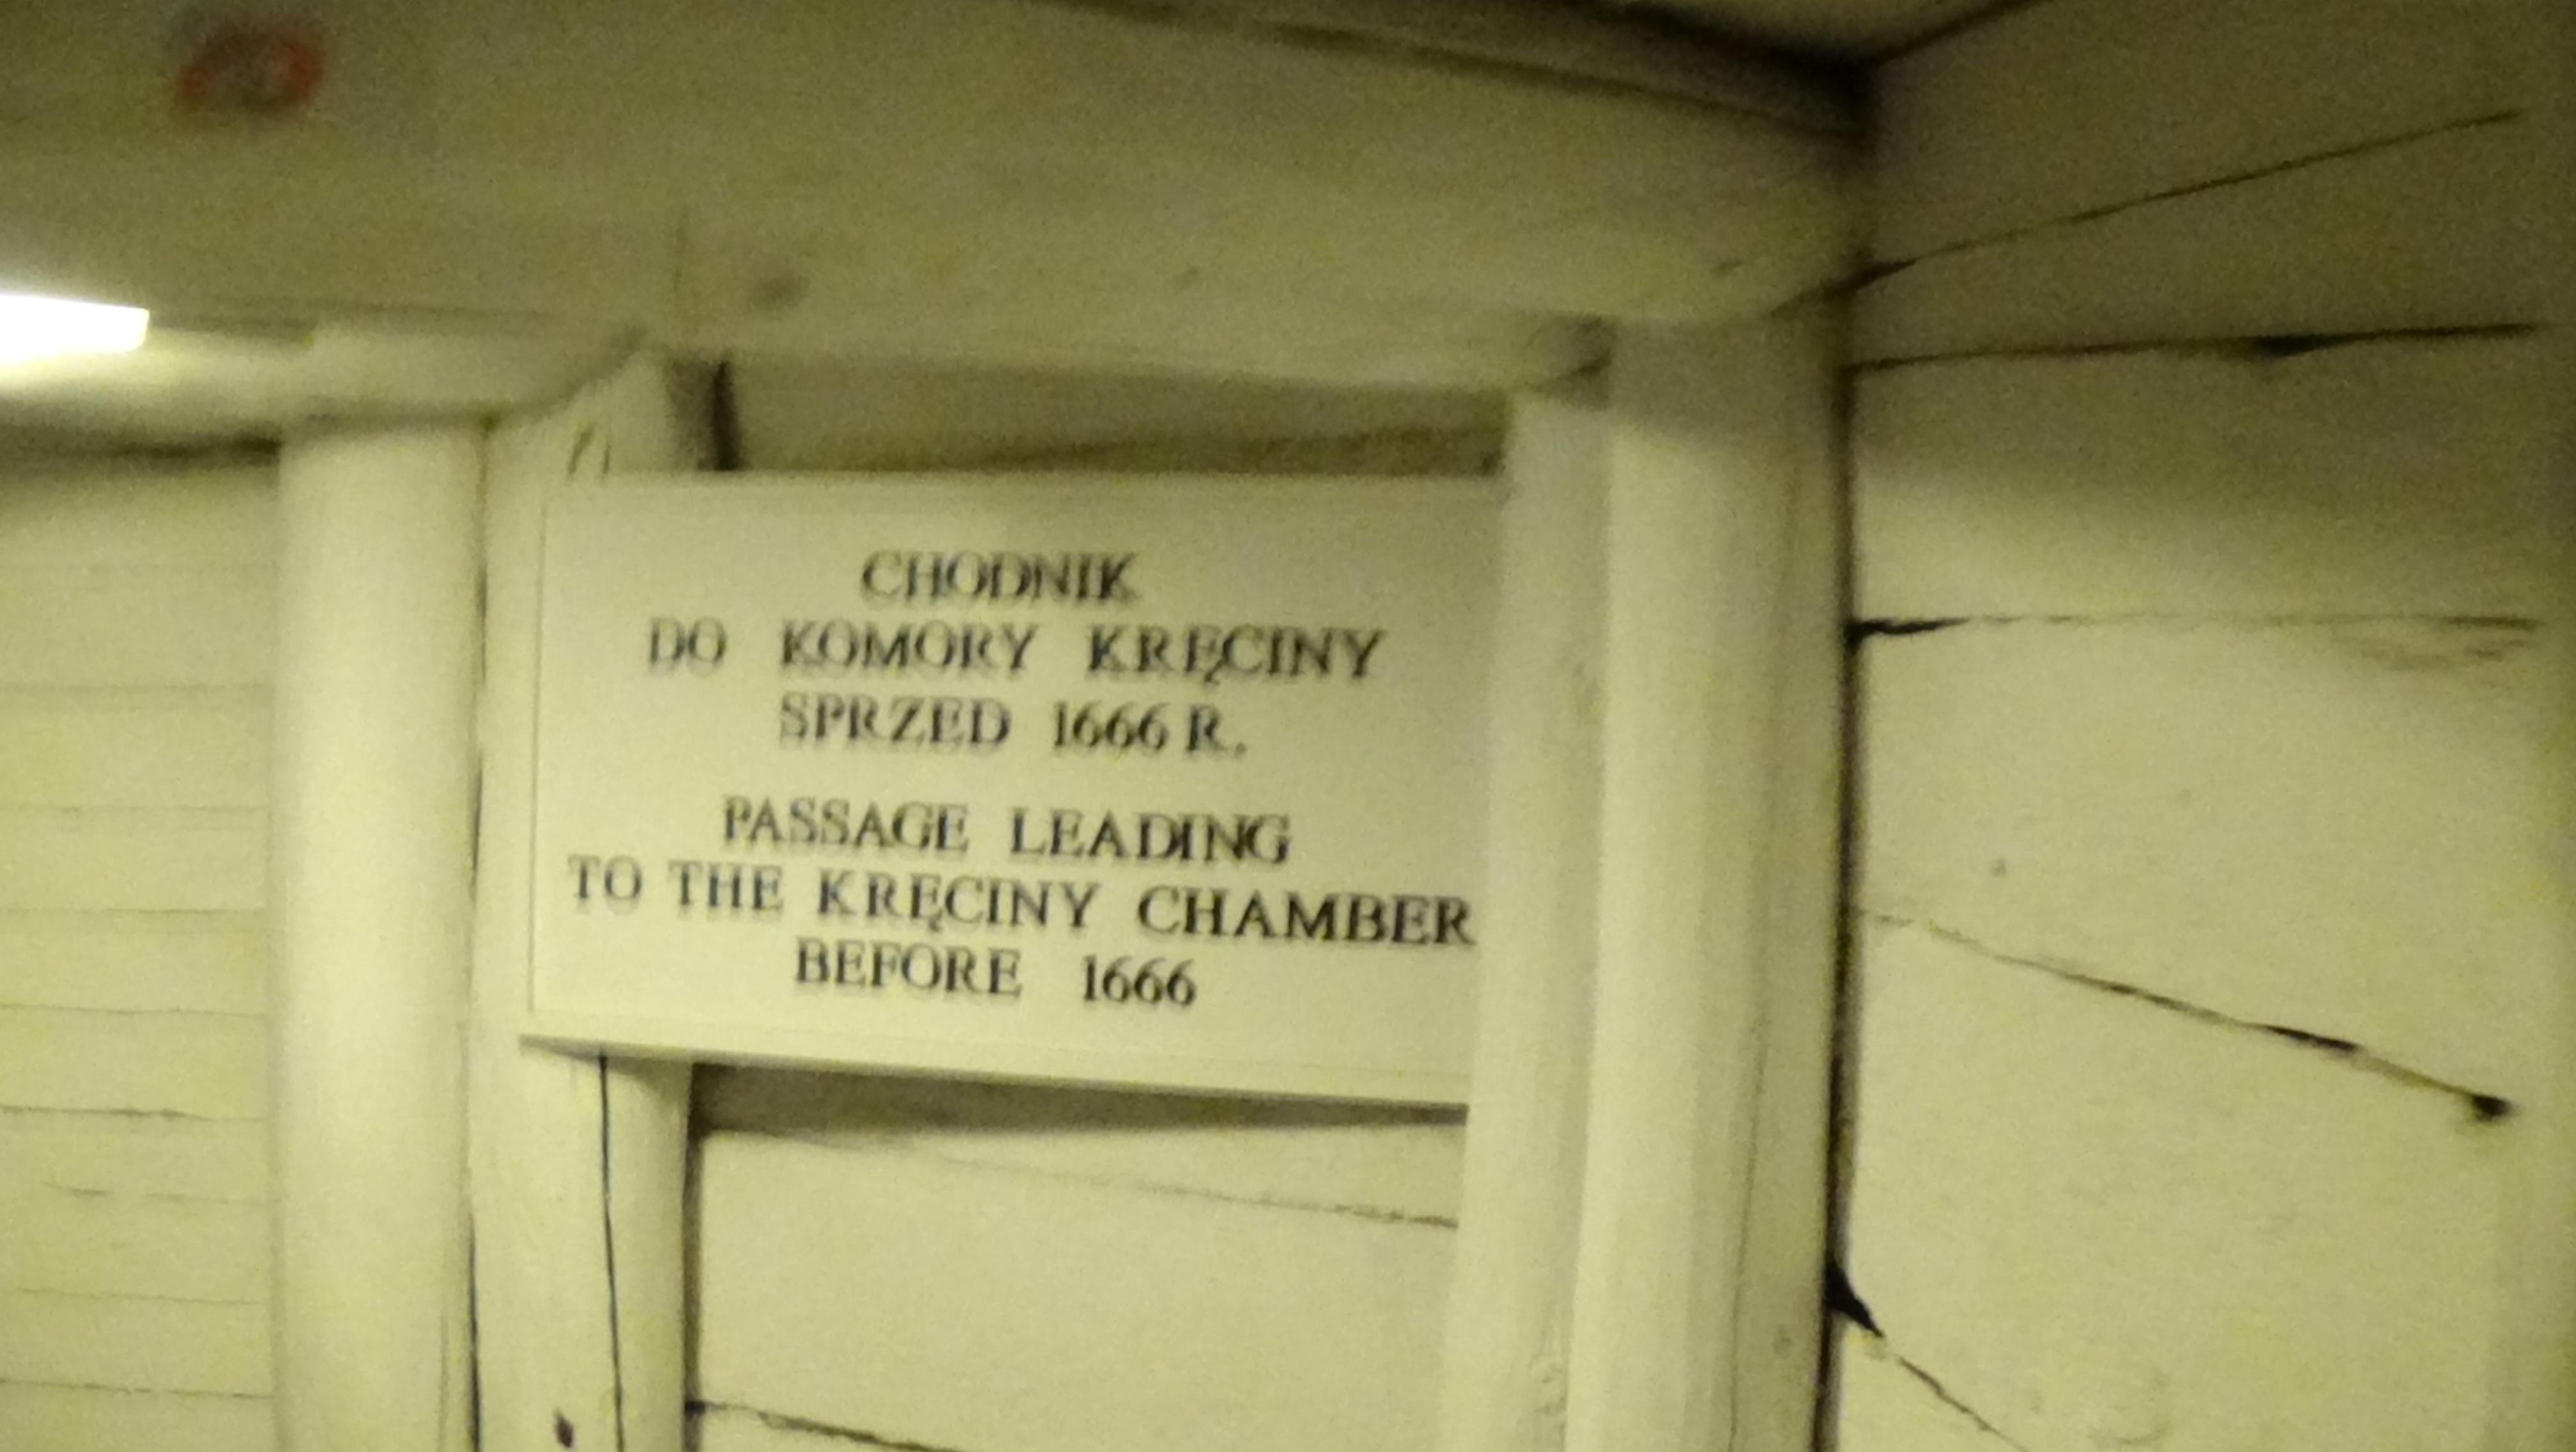 CHODNIK
DO KOMORY KRĘCINY
SPRZED 1666 R.
PASSAGE LEADING
TO THE KRĘCINY CHAMBER
BEFORE 1666